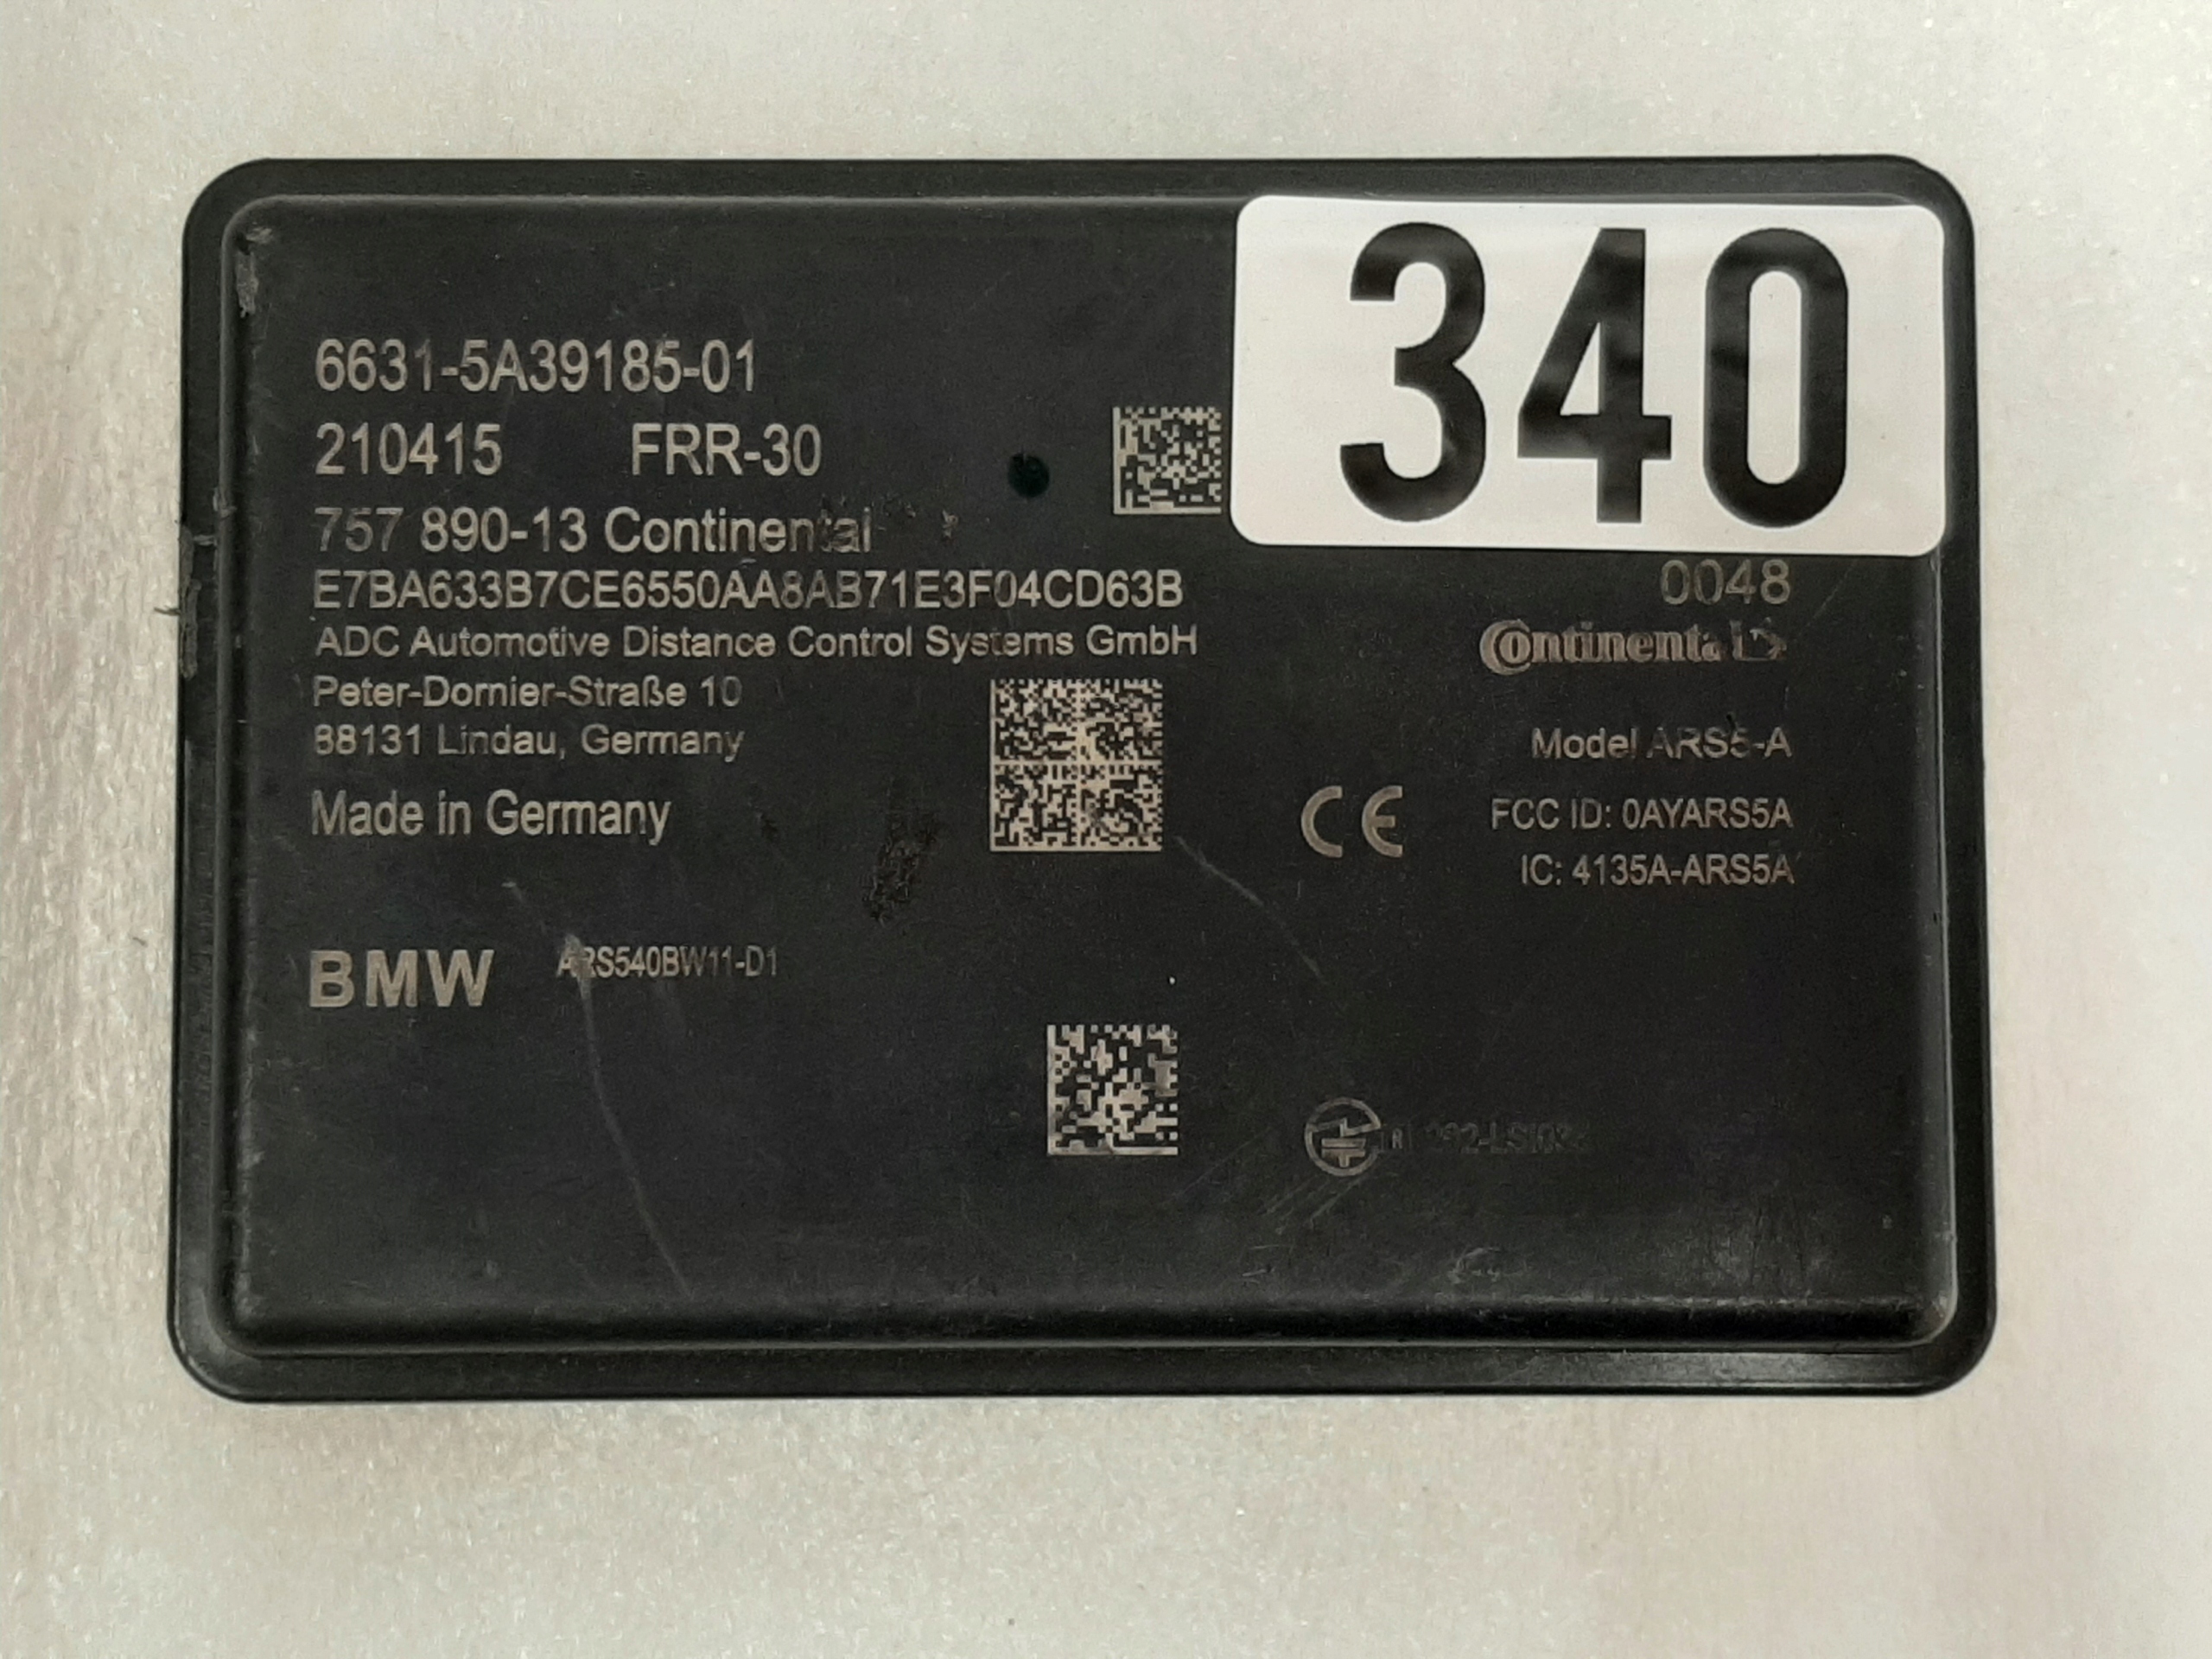 340
6631-5A39185-01
210415 FRR-30
757 890-13 Continental
E7BA633B7CE6550AA8AB71E3F04CD63B
ADC Automotive Distance Control Systems GmbH
Peter-Dornier-Straße 10
88131 Lindau, Germany
Made in Germany
BMW ARS540BW11-D1
0048
Continental
Model ARS5-A
CE
FCC ID: 0AYARS5A
IC: 4135A-ARS5A